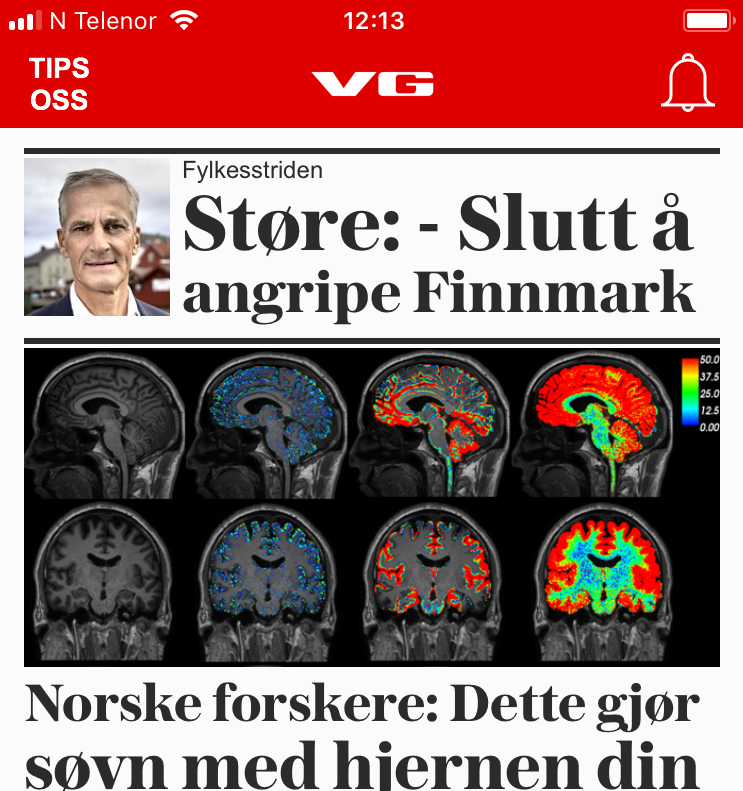 N Telenor 12:13
TIPS
OSS
VG
Fylkesstriden
Støre: - Slutt å
angripe Finnmark
50.0
37.5
25.0
12.5
0.00
Norske forskere: Dette gjør
søvn med hjernen din